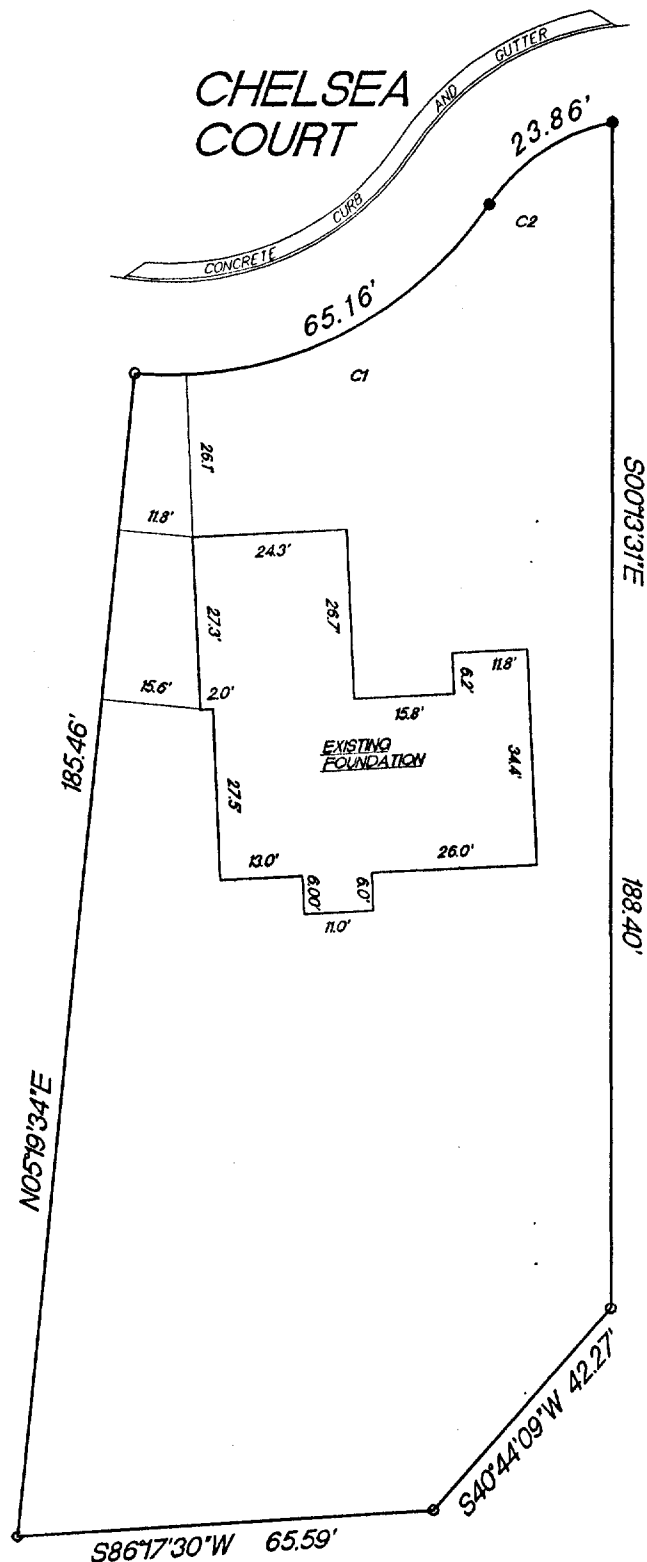 CHELSEA
COURT
CONCRETE CURB AND GUTTER
23.86'
C2
65.16'
C1
26.1'
11.8'
24.3'
27.3'
26.7'
S00°13'31"E
15.6'
2.0'
6.2'
11.8'
15.8'
EXISTING
FOUNDATION
34.4'
185.46'
27.5'
13.0'
26.0'
6.00'
6.0'
11.0'
188.40'
N05°19'34"E
S40°44'09"W 42.27'
S86°17'30"W 65.59'